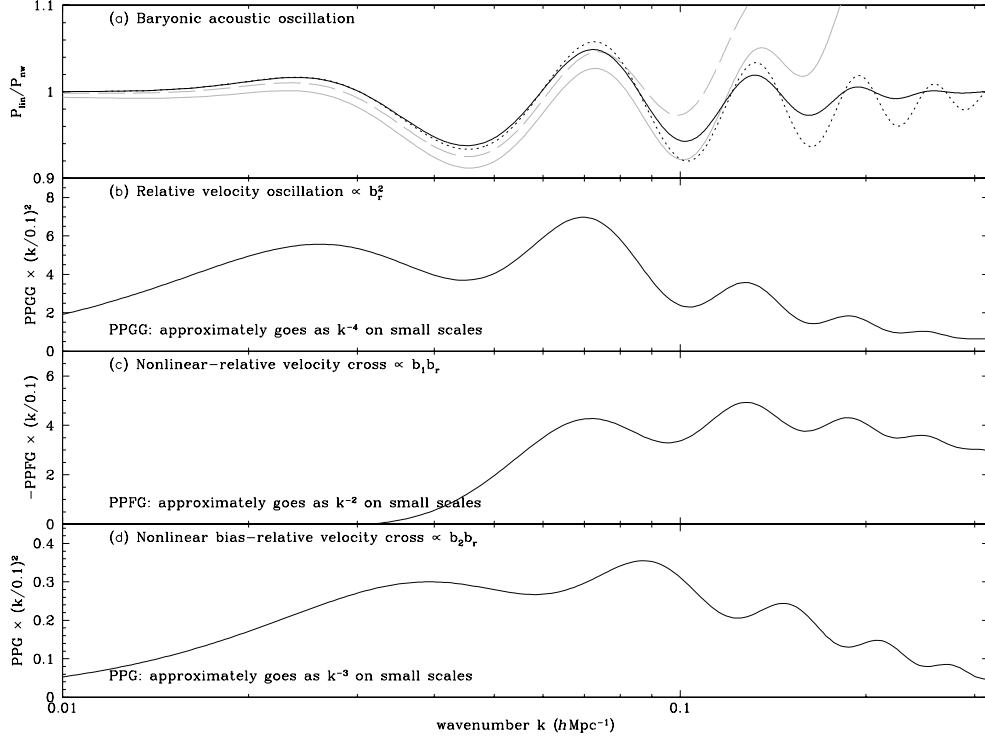 (a) Baryonic acoustic oscillation
1.1
1
0.9
P_lin/P_nw
(b) Relative velocity oscillation ∝ b_r^2
8
6
4
2
0
PPGG × (k/0.1)²
PPGG: approximately goes as k⁻⁴ on small scales
(c) Nonlinear−relative velocity cross ∝ b₁b_r
6
4
2
0
−PPFG × (k/0.1)
PPFG: approximately goes as k⁻² on small scales
(d) Nonlinear bias−relative velocity cross ∝ b₂b_r
0.4
0.3
0.2
0.1
0
PPG × (k/0.1)²
PPG: approximately goes as k⁻³ on small scales
0.01
0.1
wavenumber k (h Mpc⁻¹)